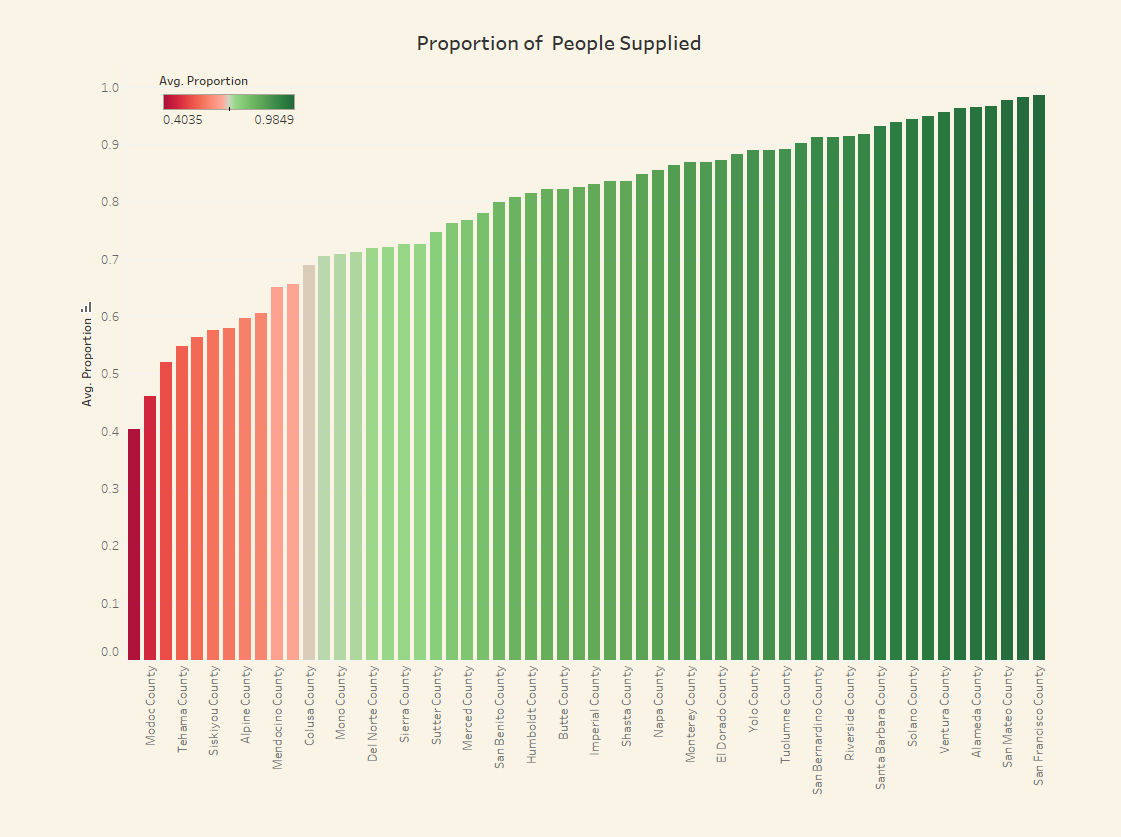 Proportion of People Supplied
Avg. Proportion
0.4035 0.9849
1.0
0.9
0.8
0.7
0.6
0.5
0.4
0.3
0.2
0.1
0.0
Avg. Proportion
Modoc County
Tehama County
Siskiyou County
Alpine County
Mendocino County
Colusa County
Mono County
Del Norte County
Sierra County
Sutter County
Merced County
San Benito County
Humboldt County
Butte County
Imperial County
Shasta County
Napa County
Monterey County
El Dorado County
Yolo County
Tuolumne County
San Bernardino County
Riverside County
Santa Barbara County
Solano County
Ventura County
Alameda County
San Mateo County
San Francisco County